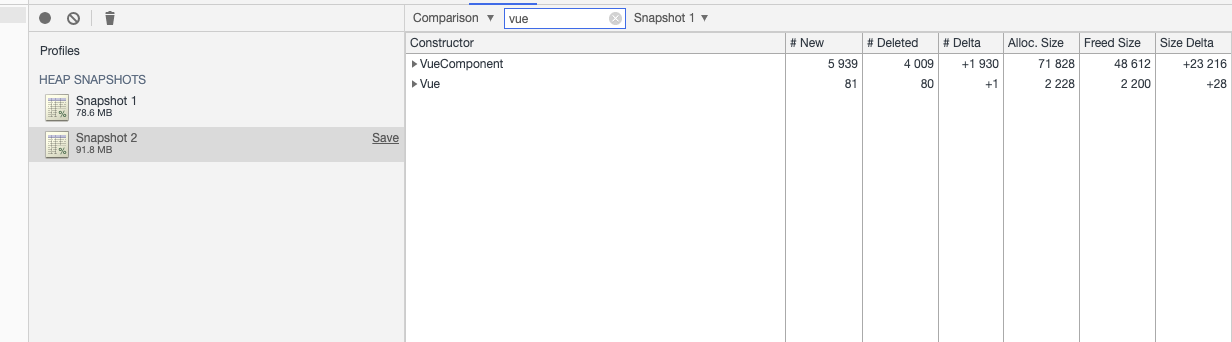 Comparison ▼ vue Snapshot 1 ▼
Profiles
HEAP SNAPSHOTS
Snapshot 1
78.6 MB
Snapshot 2 Save
91.8 MB
Constructor # New # Deleted # Delta Alloc. Size Freed Size Size Delta
VueComponent 5 939 4 009 +1 930 71 828 48 612 +23 216
Vue 81 80 +1 2 228 2 200 +28